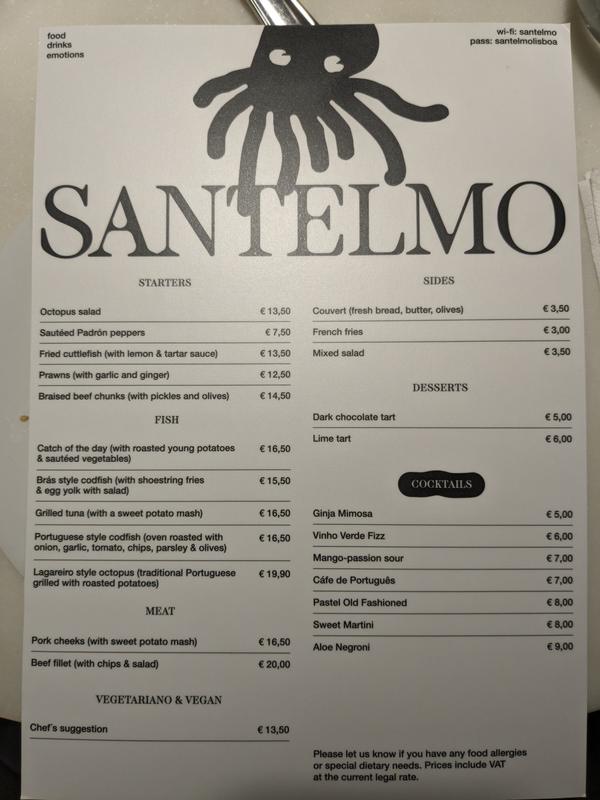 food
drinks
emotions
wi-fi: santelmo
pass: santelmolisboa
SANTELMO
STARTERS
Octopus salad € 13,50
Sautéed Padrón peppers € 7,50
Fried cuttlefish (with lemon & tartar sauce) € 13,50
Prawns (with garlic and ginger) € 12,50
Braised beef chunks (with pickles and olives) € 14,50
FISH
Catch of the day (with roasted young potatoes € 16,50
& sautéed vegetables)
Brás style codfish (with shoestring fries € 15,50
& egg yolk with salad)
Grilled tuna (with a sweet potato mash) € 16,50
Portuguese style codfish (oven roasted with € 16,50
onion, garlic, tomato, chips, parsley & olives)
Lagareiro style octopus (traditional Portuguese € 19,90
grilled with roasted potatoes)
MEAT
Pork cheeks (with sweet potato mash) € 16,50
Beef fillet (with chips & salad) € 20,00
VEGETARIANO & VEGAN
Chef´s suggestion € 13,50
SIDES
Couvert (fresh bread, butter, olives) € 3,50
French fries € 3,00
Mixed salad € 3,50
DESSERTS
Dark chocolate tart € 5,00
Lime tart € 6,00
COCKTAILS
Ginja Mimosa € 5,00
Vinho Verde Fizz € 6,00
Mango-passion sour € 7,00
Cáfe de Português € 7,00
Pastel Old Fashioned € 8,00
Sweet Martini € 8,00
Aloe Negroni € 9,00
Please let us know if you have any food allergies
or special dietary needs. Prices include VAT
at the current legal rate.